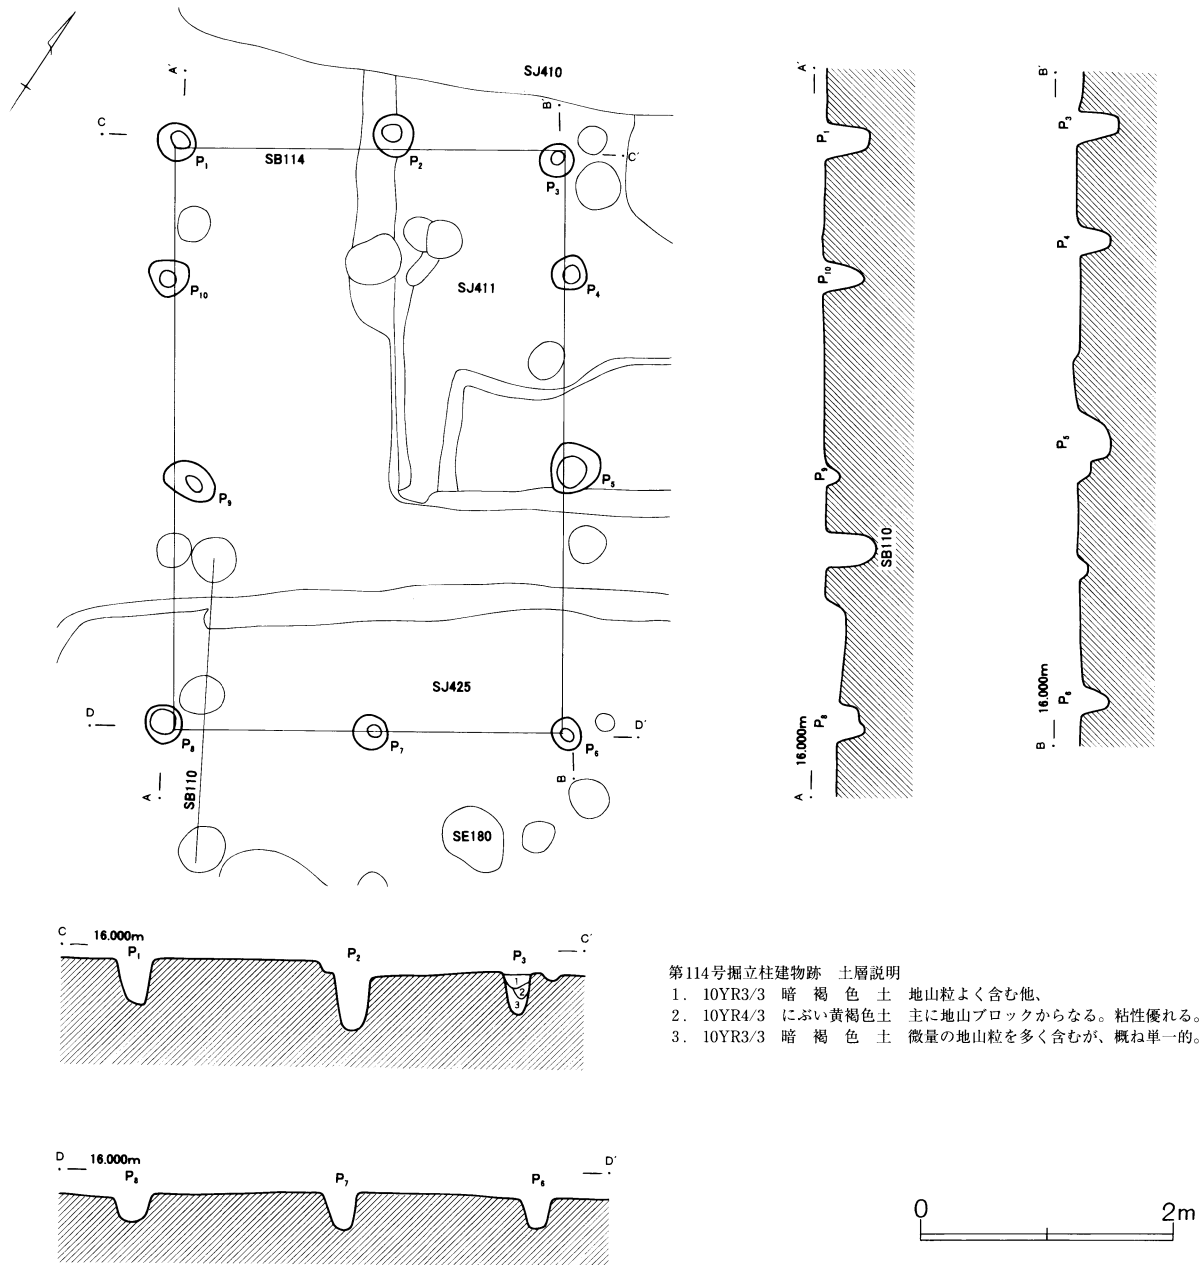 SJ410
A'
B'
C
C'
P₁
SB114
P₂
P₃
P₁₀
SJ411
P₄
P₉
P₅
SJ425
D
D'
P₈
P₇
P₆
A
SB110
B
SE180
A'
P₁
P₁₀
P₉
SB110
P₈
16.000m
A
B'
P₃
P₄
P₅
P₆
16.000m
B
C 16.000m C'
P₁ P₂ P₃
1
2
3
D 16.000m D'
P₈ P₇ P₆
第114号掘立柱建物跡 土層説明
1. 10YR3/3 暗褐色土 地山粒よく含む他、
2. 10YR4/3 にぶい黄褐色土 主に地山ブロックからなる。粘性優れる。
3. 10YR3/3 暗褐色土 微量の地山粒を多く含むが、概ね単一的。
0 2m